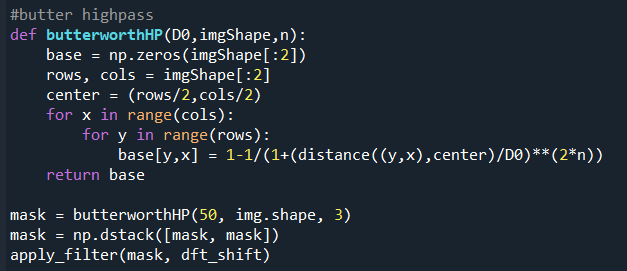 #butter highpass
def butterworthHP(D0,imgShape,n):
    base = np.zeros(imgShape[:2])
    rows, cols = imgShape[:2]
    center = (rows/2,cols/2)
    for x in range(cols):
        for y in range(rows):
            base[y,x] = 1-1/(1+(distance((y,x),center)/D0)**(2*n))
    return base
mask = butterworthHP(50, img.shape, 3)
mask = np.dstack([mask, mask])
apply_filter(mask, dft_shift)